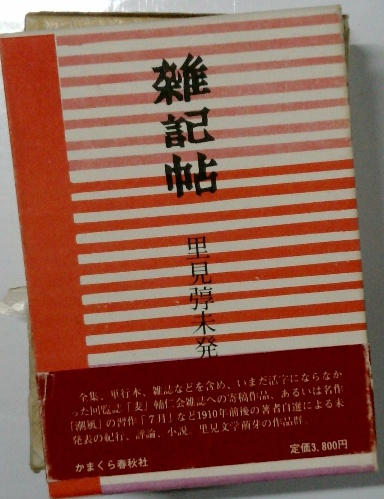 雑記帖
里見弴未発
全集、単行本、雑誌などを含め、いまだ活字にならなか
った回覧誌「麦」輔仁会雑誌への寄稿作品、あるいは名作
「潮風」の習作「7月」など1910年前後の著者自選による未
発表の紀行、評論、小説。里見文学萌芽の作品群。
定価3,800円
かまくら春秋社